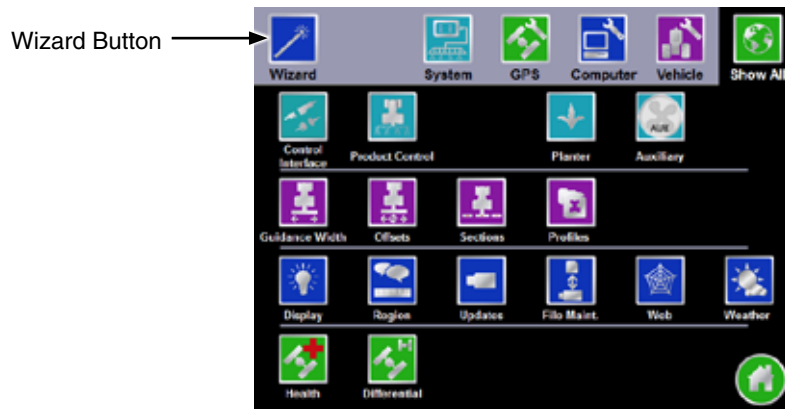 Wizard Button
Wizard
System
GPS
Computer
Vehicle
Show All
Control
Interface
Product Control
Planter
AUX
Auxiliary
Guidance Width
Offsets
Sections
Profiles
Display
Region
Updates
File Maint.
Web
Weather
Health
H
Differential